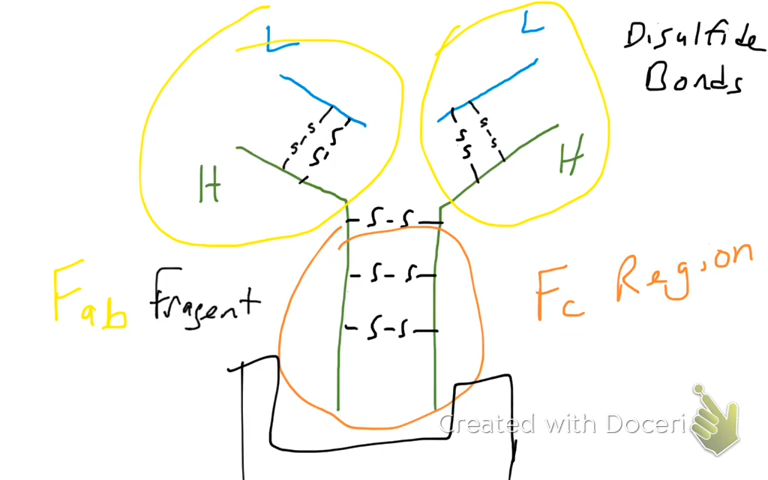 L
L
Disulfide
Bonds
S-S
S-S
S-S
S-S
H
H
S-S
S-S
S-S
Fab Fragent
Fc Region
Created with Doceri